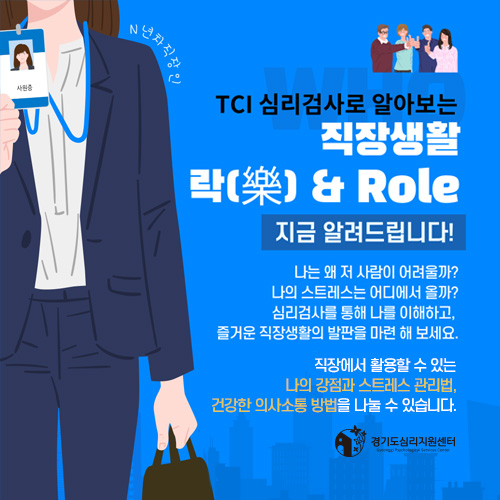 N년차직장인
사원증
WHO
TCI 심리검사로 알아보는
직장생활
락(樂) & Role
지금 알려드립니다!
나는 왜 저 사람이 어려울까?
나의 스트레스는 어디에서 올까?
심리검사를 통해 나를 이해하고,
즐거운 직장생활의 발판을 마련 해 보세요.
직장에서 활용할 수 있는
나의 강점과 스트레스 관리법,
건강한 의사소통 방법을 나눌 수 있습니다.
경기도심리지원센터